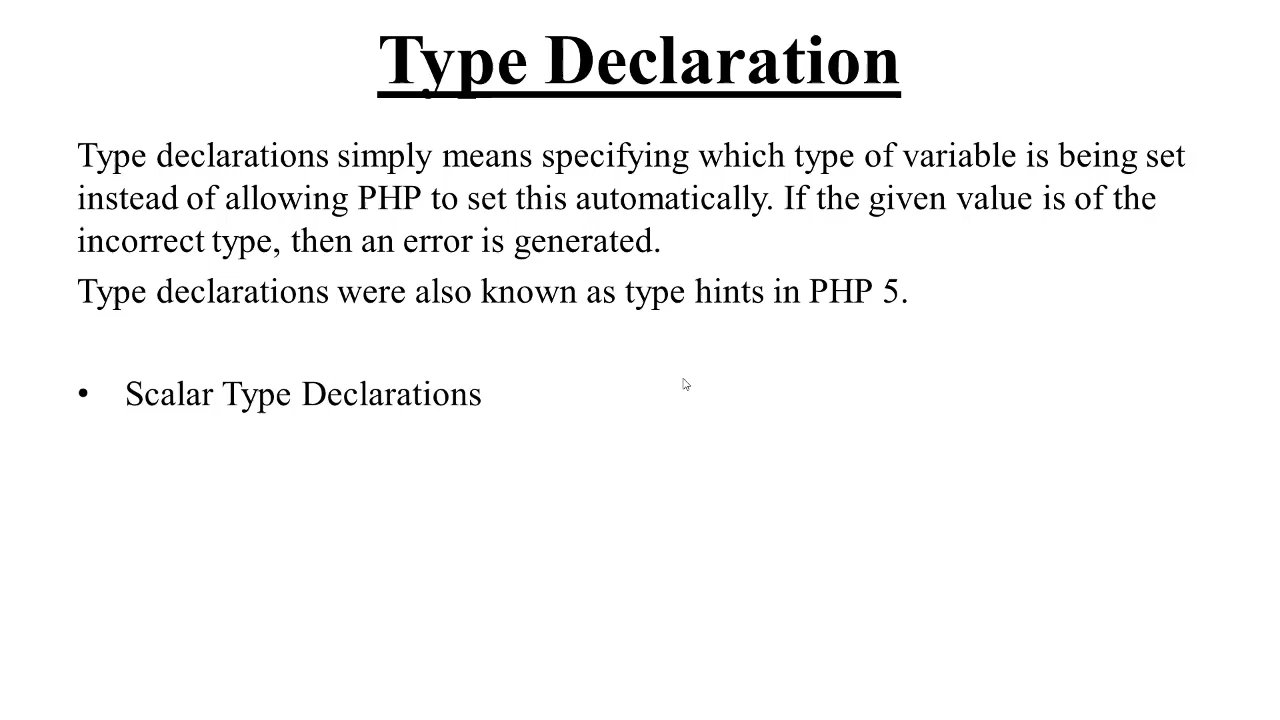 Type Declaration
Type declarations simply means specifying which type of variable is being set
instead of allowing PHP to set this automatically. If the given value is of the
incorrect type, then an error is generated.
Type declarations were also known as type hints in PHP 5.
• Scalar Type Declarations